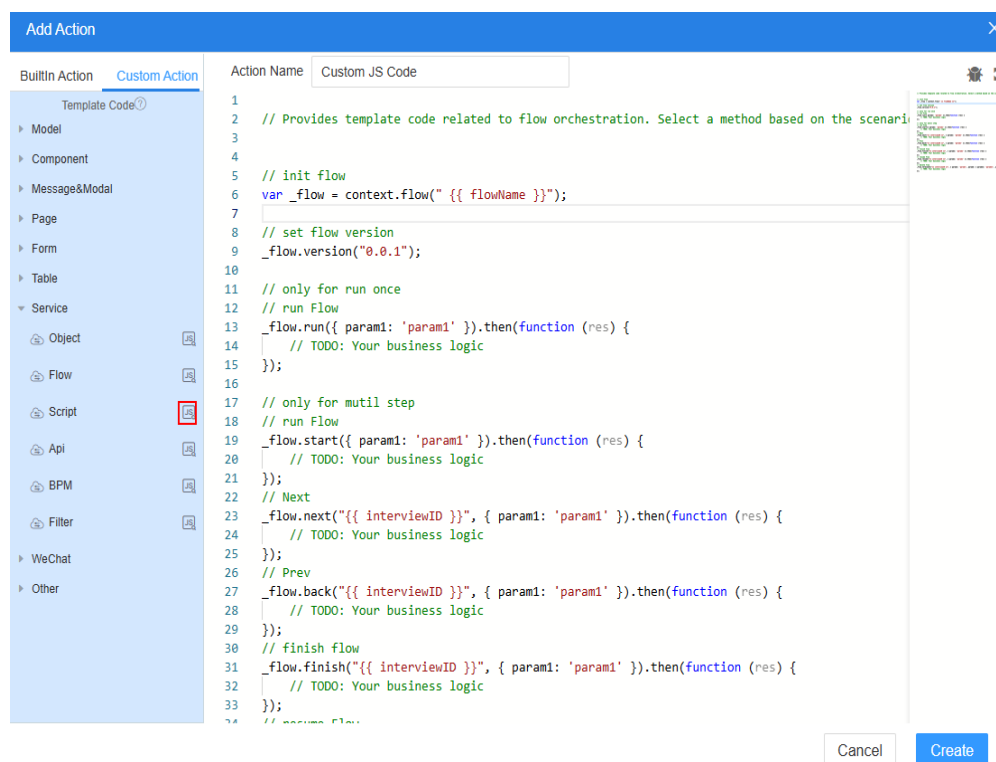 Add Action
BuiltIn Action Custom Action
Action Name Custom JS Code
Template Code
Model
Component
Message&Modal
Page
Form
Table
Service
Object
Flow
Script
Api
BPM
Filter
WeChat
Other
1
2 // Provides template code related to flow orchestration. Select a method based on the scenari
3
4
5 // init flow
6 var _flow = context.flow(" {{ flowName }}");
7
8 // set flow version
9 _flow.version("0.0.1");
10
11 // only for run once
12 // run Flow
13 _flow.run({ param1: 'param1' }).then(function (res) {
14 // TODO: Your business logic
15 });
16
17 // only for mutil step
18 // run Flow
19 _flow.start({ param1: 'param1' }).then(function (res) {
20 // TODO: Your business logic
21 });
22 // Next
23 _flow.next("{{ interviewID }}", { param1: 'param1' }).then(function (res) {
24 // TODO: Your business logic
25 });
26 // Prev
27 _flow.back("{{ interviewID }}", { param1: 'param1' }).then(function (res) {
28 // TODO: Your business logic
29 });
30 // finish flow
31 _flow.finish("{{ interviewID }}", { param1: 'param1' }).then(function (res) {
32 // TODO: Your business logic
33 });
34 // resume Flow
Cancel Create